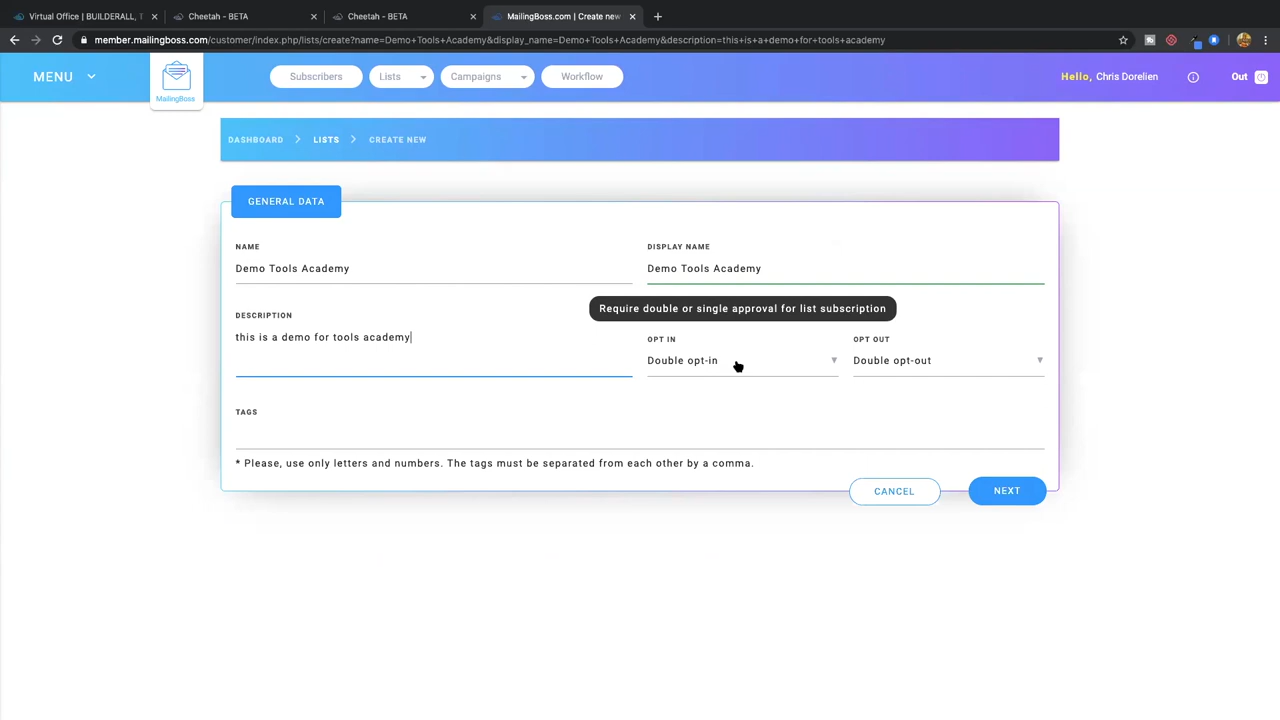 Virtual Office | BUILDERALL, T
Cheetah - BETA
Cheetah - BETA
MailingBoss.com | Create new
member.mailingboss.com/customer/index.php/lists/create?name=Demo+Tools+Academy&display_name=Demo+Tools+Academy&description=this+is+a+demo+for+tools+academy
MENU
MailingBoss
Subscribers
Lists
Campaigns
Workflow
Hello, Chris Dorelien
Out
DASHBOARD > LISTS > CREATE NEW
GENERAL DATA
NAME
Demo Tools Academy
DISPLAY NAME
Demo Tools Academy
Require double or single approval for list subscription
DESCRIPTION
this is a demo for tools academy
OPT IN
Double opt-in
OPT OUT
Double opt-out
TAGS
* Please, use only letters and numbers. The tags must be separated from each other by a comma.
CANCEL
NEXT